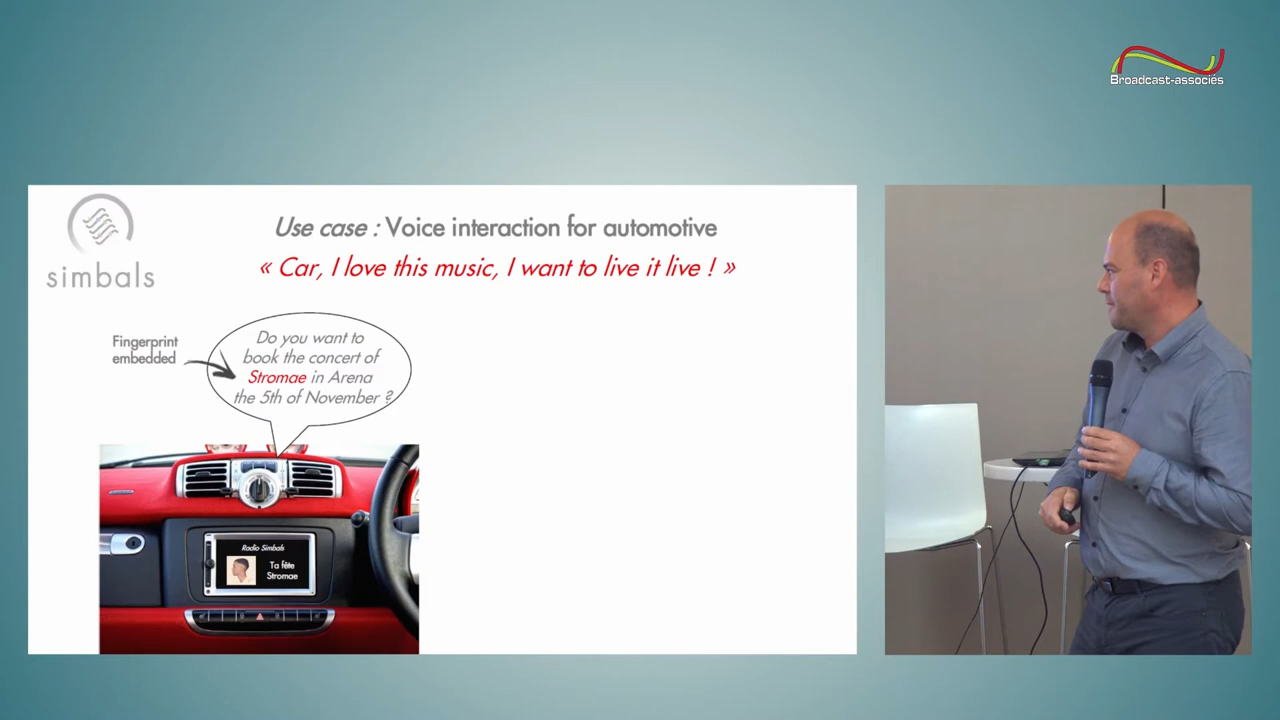 Broadcast-associés
simbals
Use case : Voice interaction for automotive
« Car, I love this music, I want to live it live ! »
Fingerprint
embedded
Do you want to
book the concert of
Stromae in Arena
the 5th of November ?
Radio Simbals
Ta fête
Stromae